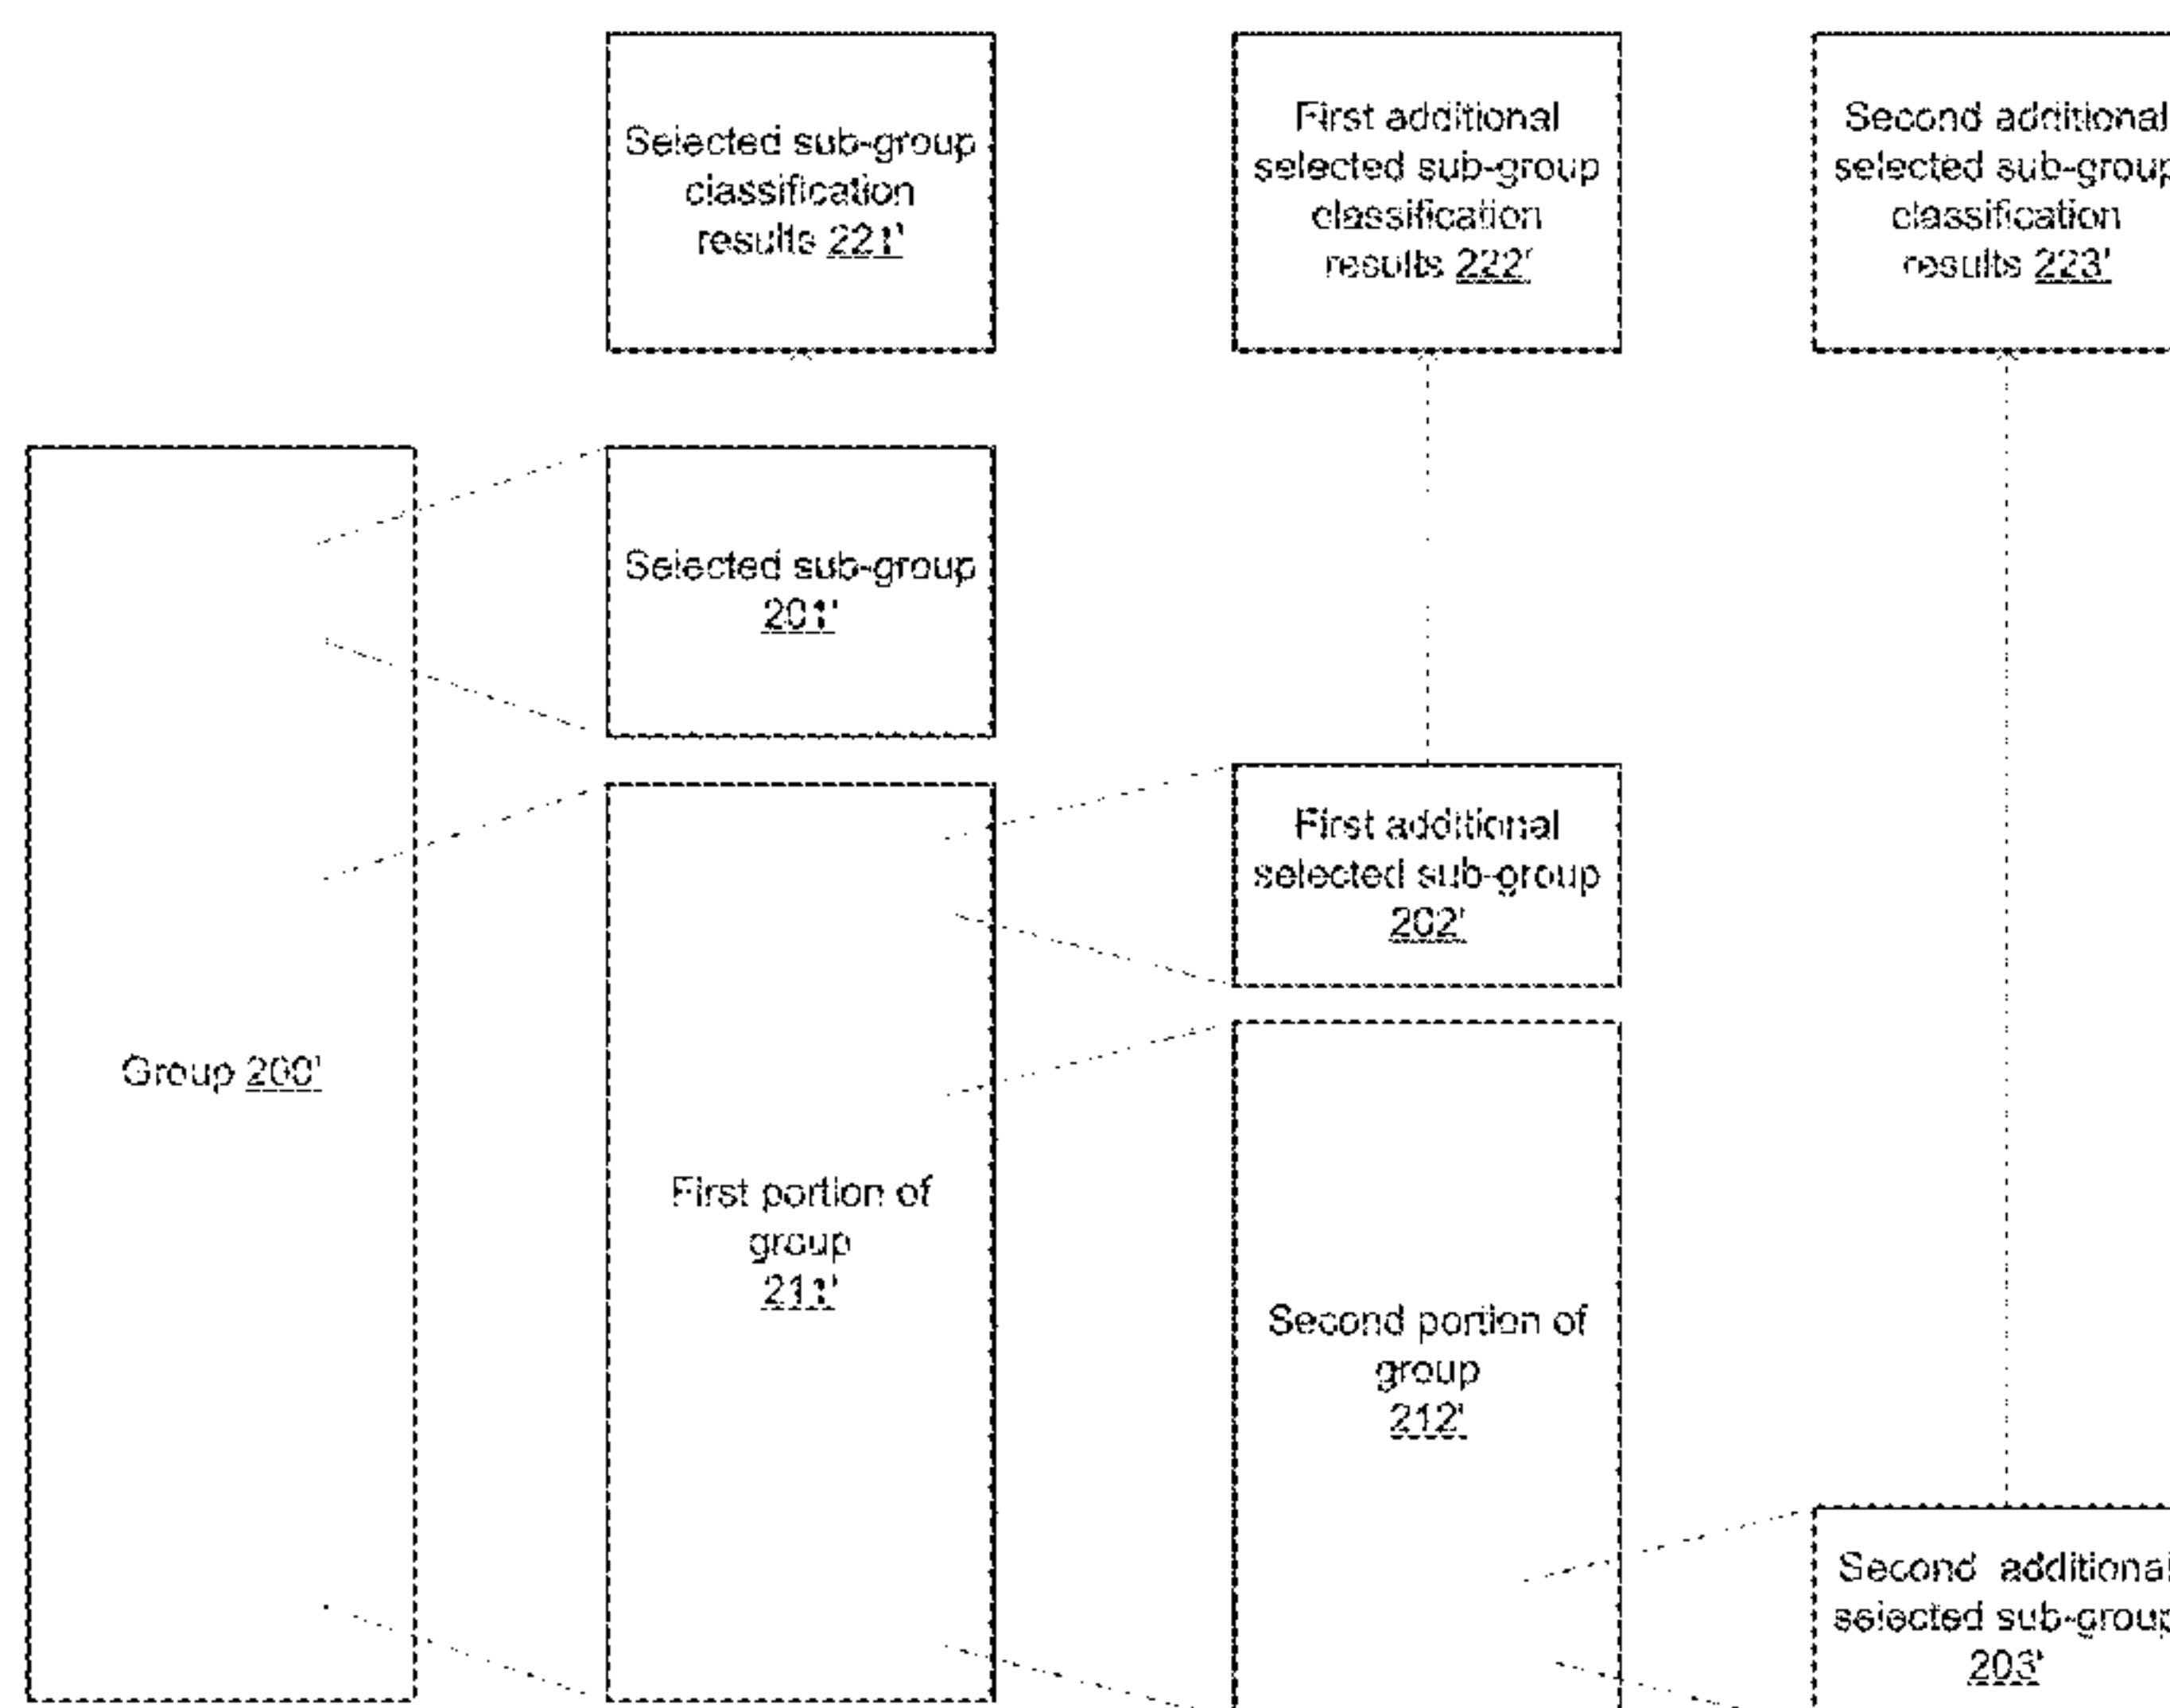 Selected sub-group
classification
results 221'
First additional
selected sub-group
classification
results 222'
Second additional
selected sub-group
classification
results 223'
Selected sub-group
201'
First additional
selected sub-group
202'
Group 200'
First portion of
group
211'
Second portion of
group
212'
Second additional
selected sub-group
203'